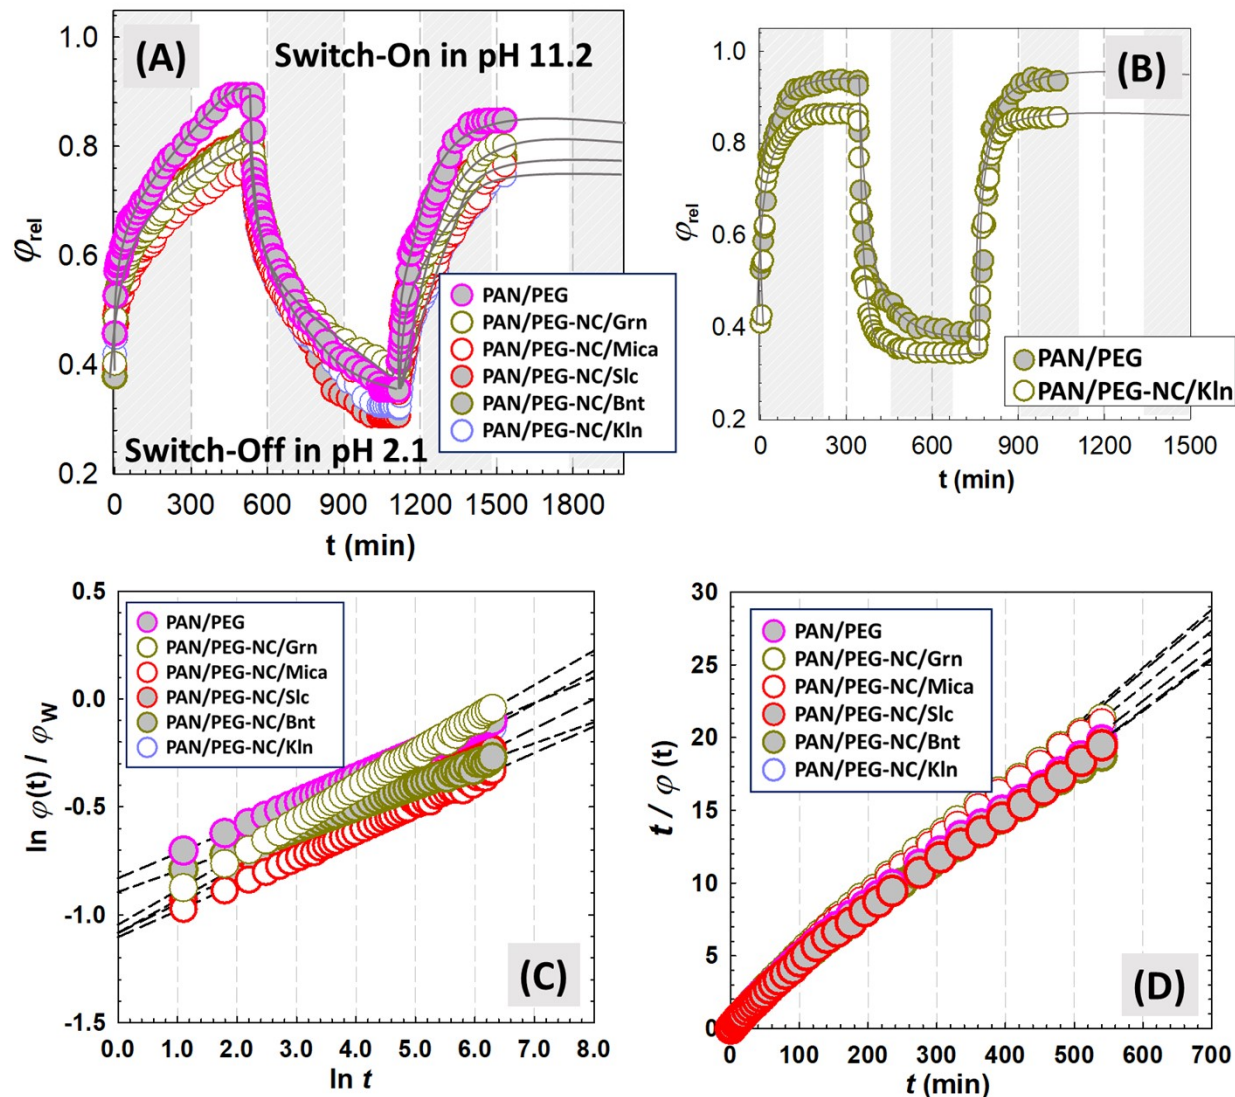 (A)
Switch-On in pH 11.2
Switch-Off in pH 2.1
φrel
1.0
0.8
0.6
0.4
0.2
0 300 600 900 1200 1500 1800
t (min)
PAN/PEG
PAN/PEG-NC/Grn
PAN/PEG-NC/Mica
PAN/PEG-NC/Slc
PAN/PEG-NC/Bnt
PAN/PEG-NC/Kln
(B)
φrel
1.0
0.8
0.6
0.4
0.2
0 300 600 900 1200 1500
t (min)
PAN/PEG
PAN/PEG-NC/Kln
(C)
ln φ(t) / φW
0.5
0.0
-0.5
-1.0
-1.5
0.0 1.0 2.0 3.0 4.0 5.0 6.0 7.0 8.0
ln t
PAN/PEG
PAN/PEG-NC/Grn
PAN/PEG-NC/Mica
PAN/PEG-NC/Slc
PAN/PEG-NC/Bnt
PAN/PEG-NC/Kln
(D)
t / φ (t)
30
25
20
15
10
5
0
0 100 200 300 400 500 600 700
t (min)
PAN/PEG
PAN/PEG-NC/Grn
PAN/PEG-NC/Mica
PAN/PEG-NC/Slc
PAN/PEG-NC/Bnt
PAN/PEG-NC/Kln